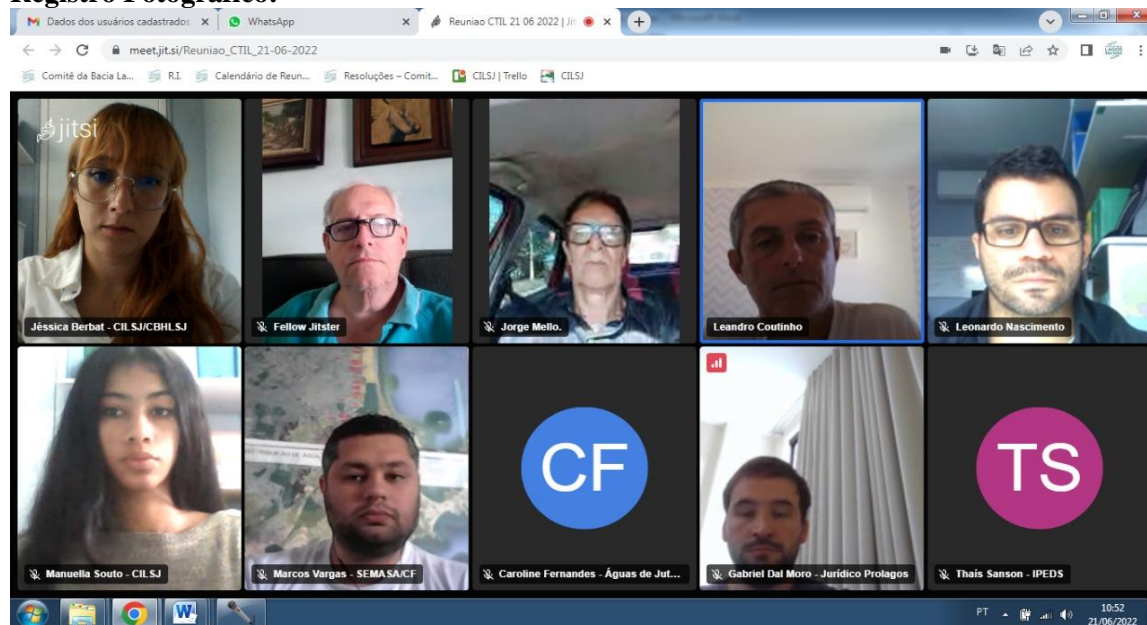 Registro Fotográfico:
Dados dos usuários cadastrados
WhatsApp
Reuniao CTIL 21 06 2022 | Jit
meet.jit.si/Reuniao_CTIL_21-06-2022
Comitê da Bacia La...
R.I.
Calendário de Reun...
Resoluções – Comit...
CILSJ | Trello
CILSJ
jitsi
Jéssica Berbat - CILSJ/CBHLSJ
Fellow Jitster
Jorge Mello.
Leandro Coutinho
Leonardo Nascimento
CF
TS
Manuella Souto - CILSJ
Marcos Vargas - SEMASA/CF
Caroline Fernandes - Águas de Jut...
Gabriel Dal Moro - Jurídico Prolagos
Thaís Sanson - IPEDS
PT
10:52
21/06/2022